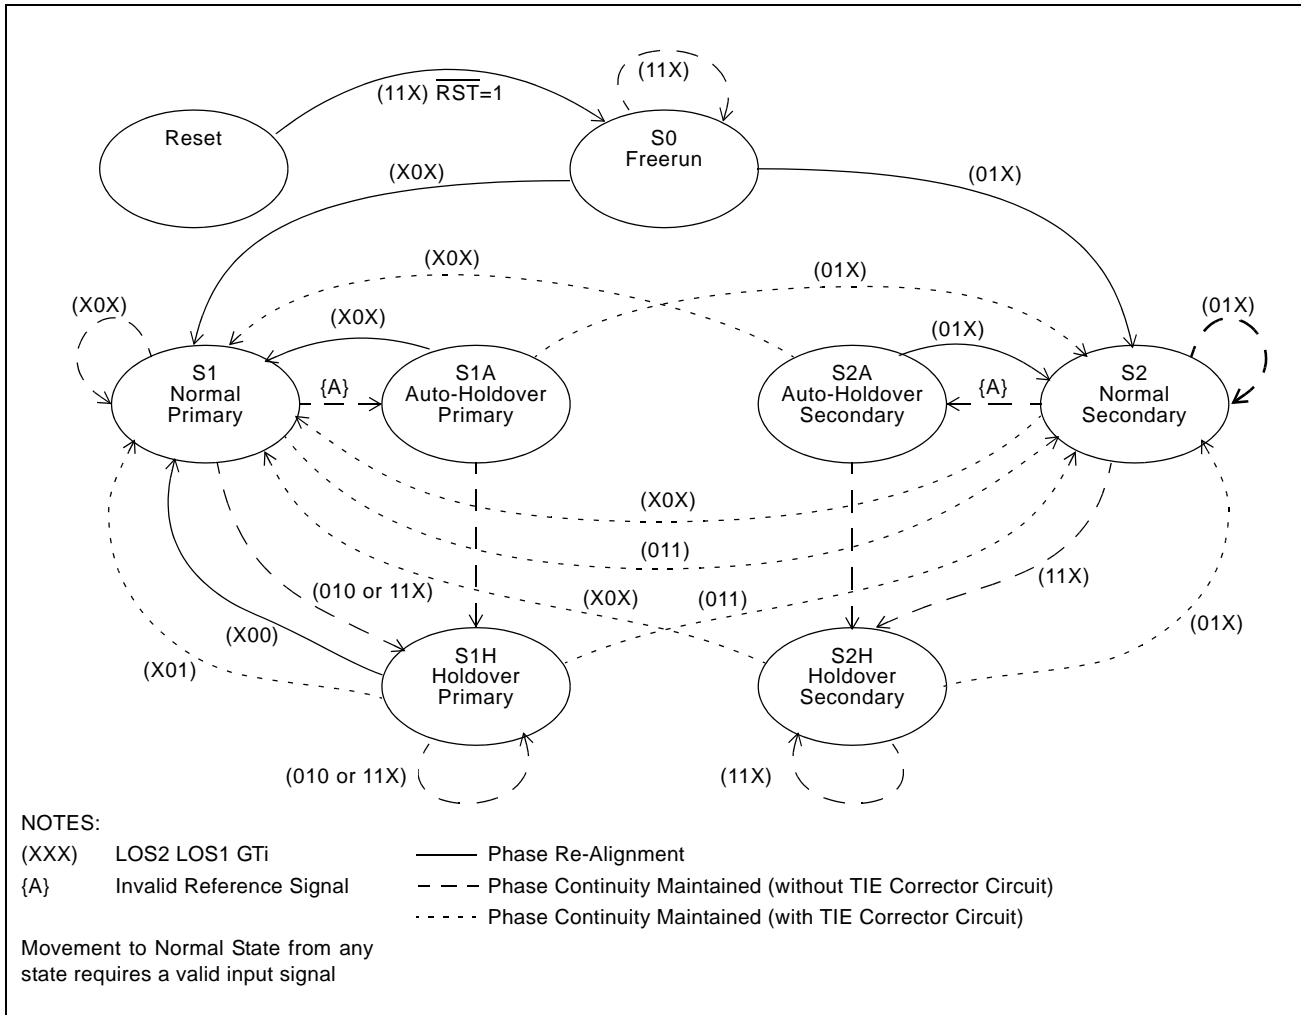 (11X)
(11X) RST=1
Reset
S0
Freerun
(X0X)
(01X)
(X0X)
(01X)
(X0X)
(X0X)
(01X)
(01X)
S1
Normal
Primary
{A}
S1A
Auto-Holdover
Primary
S2A
Auto-Holdover
Secondary
{A}
S2
Normal
Secondary
(X0X)
(011)
(010 or 11X)
(X0X)
(011)
(11X)
(X00)
(01X)
(X01)
S1H
Holdover
Primary
S2H
Holdover
Secondary
(010 or 11X)
(11X)
NOTES:
(XXX) LOS2 LOS1 GTi
Phase Re-Alignment
{A} Invalid Reference Signal
Phase Continuity Maintained (without TIE Corrector Circuit)
Phase Continuity Maintained (with TIE Corrector Circuit)
Movement to Normal State from any
state requires a valid input signal